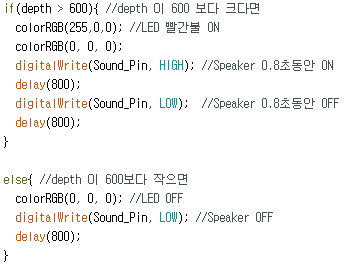 if(depth > 600){ //depth 이 600 보다 크다면
colorRGB(255,0,0); //LED 빨간불 ON
colorRGB(0, 0, 0);
digitalWrite(Sound_Pin, HIGH); //Speaker 0.8초동안 ON
delay(800);
digitalWrite(Sound_Pin, LOW);  //Speaker 0.8초동안 OFF
delay(800);
}
else{ //depth 이 600보다 작으면
colorRGB(0, 0, 0); //LED OFF
digitalWrite(Sound_Pin, LOW); //Speaker OFF
delay(800);
}